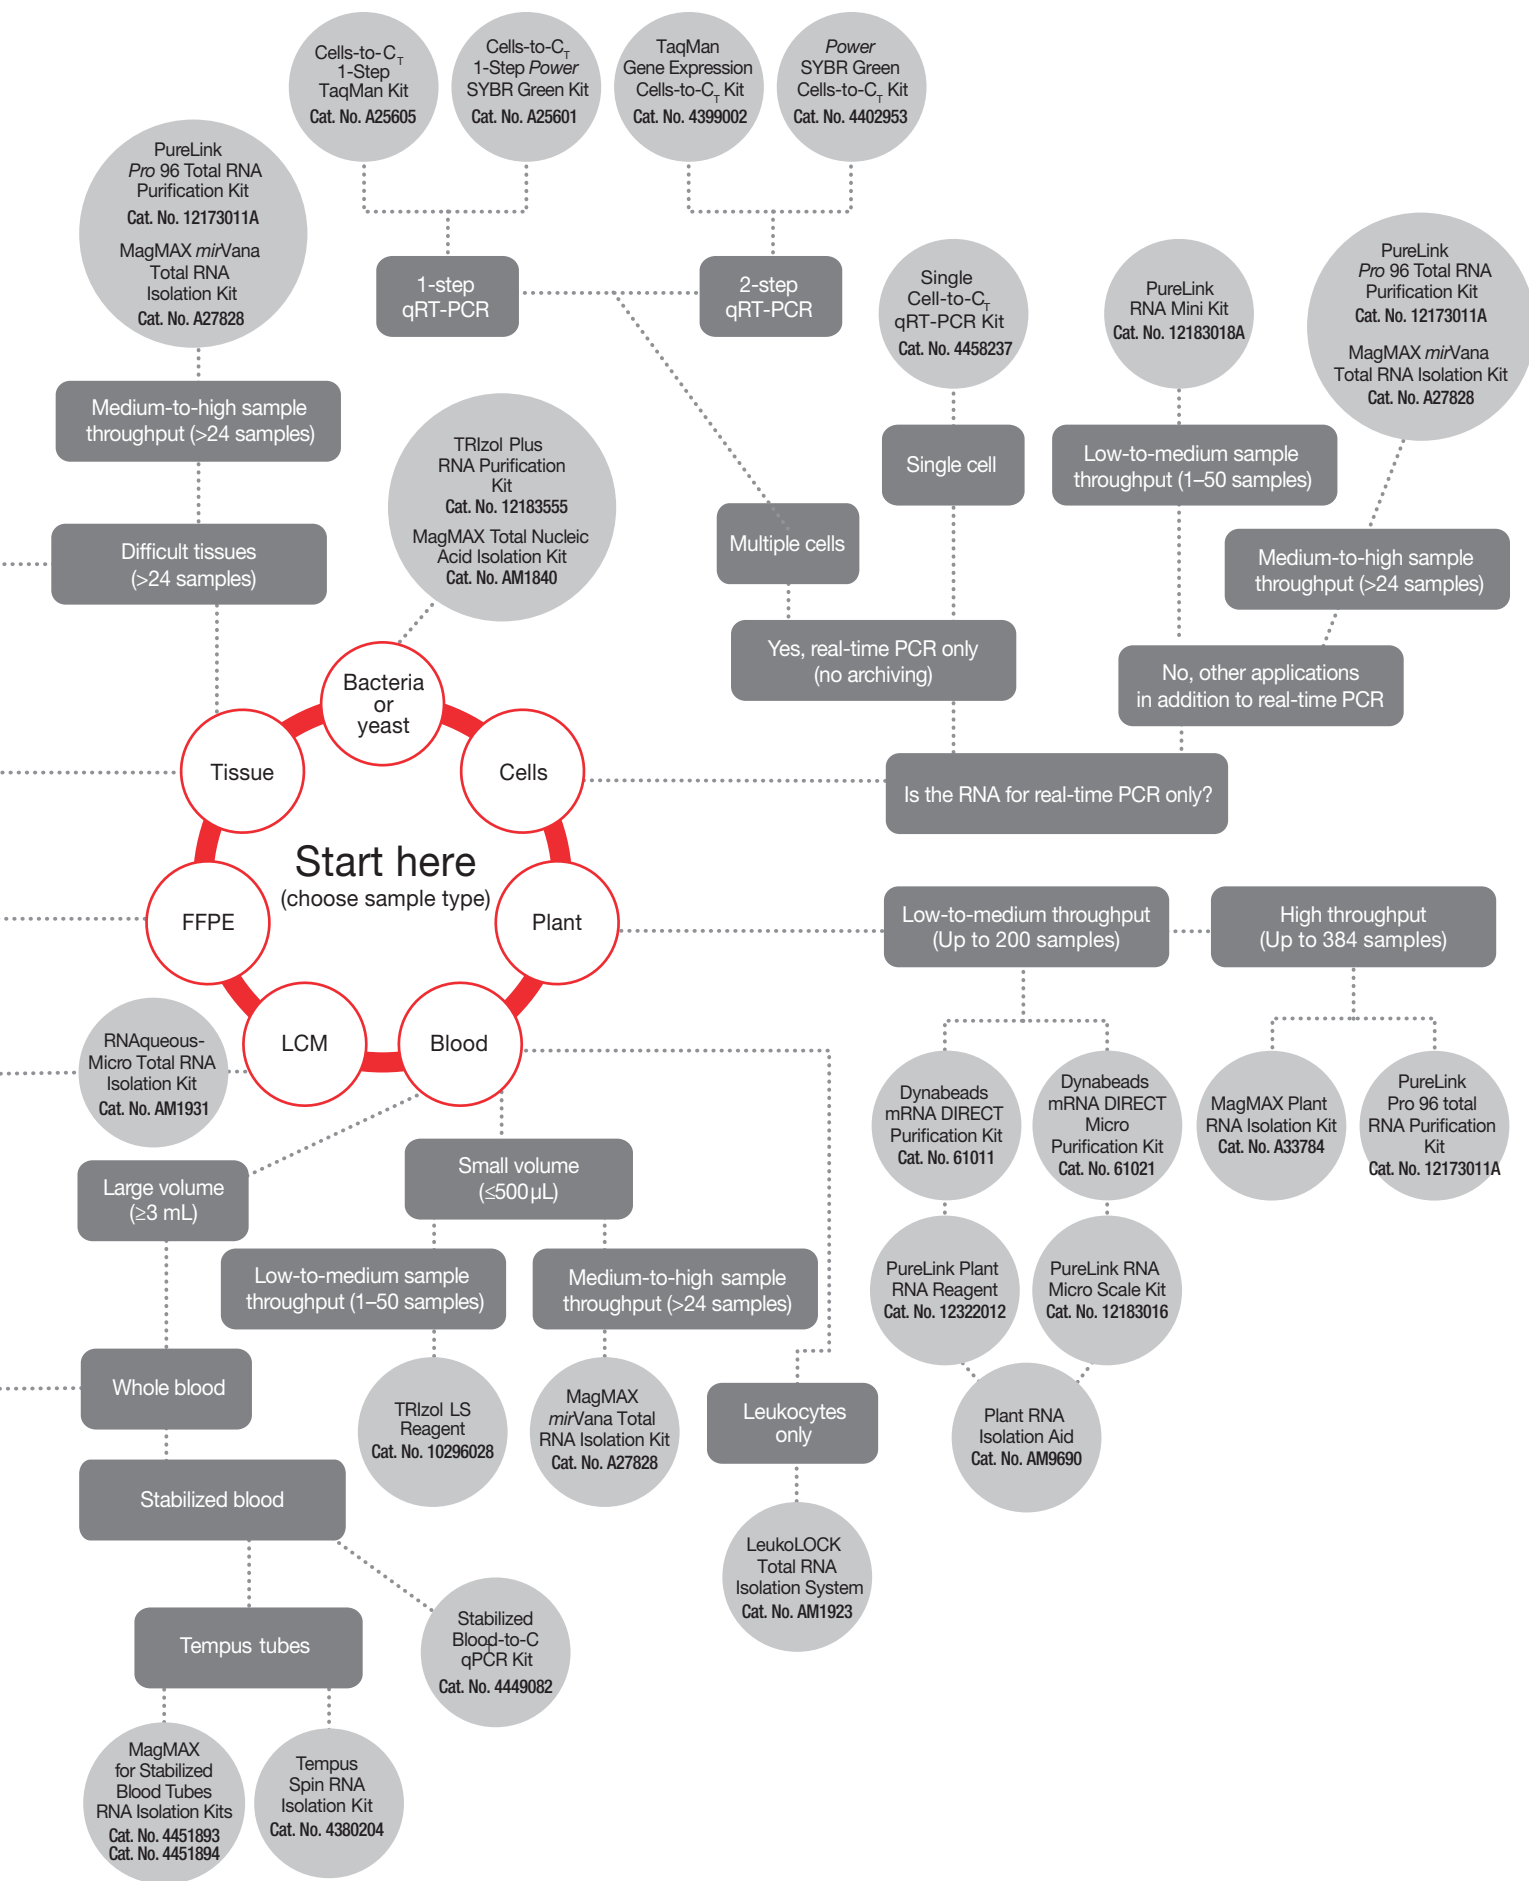 Cells-to-CT
1-Step
TaqMan Kit
Cat. No. A25605
Cells-to-CT
1-Step Power
SYBR Green Kit
Cat. No. A25601
TaqMan
Gene Expression
Cells-to-CT Kit
Cat. No. 4399002
Power
SYBR Green
Cells-to-CT Kit
Cat. No. 4402953
PureLink
Pro 96 Total RNA
Purification Kit
Cat. No. 12173011A
MagMAX mirVana
Total RNA
Isolation Kit
Cat. No. A27828
1-step
qRT-PCR
2-step
qRT-PCR
Single
Cell-to-CT
qRT-PCR Kit
Cat. No. 4458237
PureLink
RNA Mini Kit
Cat. No. 12183018A
PureLink
Pro 96 Total RNA
Purification Kit
Cat. No. 12173011A
MagMAX mirVana
Total RNA Isolation Kit
Cat. No. A27828
Medium-to-high sample
throughput (>24 samples)
TRIzol Plus
RNA Purification
Kit
Cat. No. 12183555
MagMAX Total Nucleic
Acid Isolation Kit
Cat. No. AM1840
Single cell
Low-to-medium sample
throughput (1–50 samples)
Multiple cells
Difficult tissues
(>24 samples)
Medium-to-high sample
throughput (>24 samples)
Yes, real-time PCR only
(no archiving)
No, other applications
in addition to real-time PCR
Bacteria
or
yeast
Tissue
Cells
Is the RNA for real-time PCR only?
Start here
(choose sample type)
FFPE
Plant
Low-to-medium throughput
(Up to 200 samples)
High throughput
(Up to 384 samples)
LCM
Blood
RNAqueous-
Micro Total RNA
Isolation Kit
Cat. No. AM1931
Dynabeads
mRNA DIRECT
Purification Kit
Cat. No. 61011
Dynabeads
mRNA DIRECT
Micro
Purification Kit
Cat. No. 61021
MagMAX Plant
RNA Isolation Kit
Cat. No. A33784
PureLink
Pro 96 total
RNA Purification
Kit
Cat. No. 12173011A
Large volume
(≥3 mL)
Small volume
(≤500 µL)
Low-to-medium sample
throughput (1–50 samples)
Medium-to-high sample
throughput (>24 samples)
PureLink Plant
RNA Reagent
Cat. No. 12322012
PureLink RNA
Micro Scale Kit
Cat. No. 12183016
Whole blood
TRIzol LS
Reagent
Cat. No. 10296028
MagMAX
mirVana Total
RNA Isolation Kit
Cat. No. A27828
Leukocytes
only
Plant RNA
Isolation Aid
Cat. No. AM9690
Stabilized blood
LeukoLOCK
Total RNA
Isolation System
Cat. No. AM1923
Tempus tubes
Stabilized
Blood-to-CT
qPCR Kit
Cat. No. 4449082
MagMAX
for Stabilized
Blood Tubes
RNA Isolation Kits
Cat. No. 4451893
Cat. No. 4451894
Tempus
Spin RNA
Isolation Kit
Cat. No. 4380204